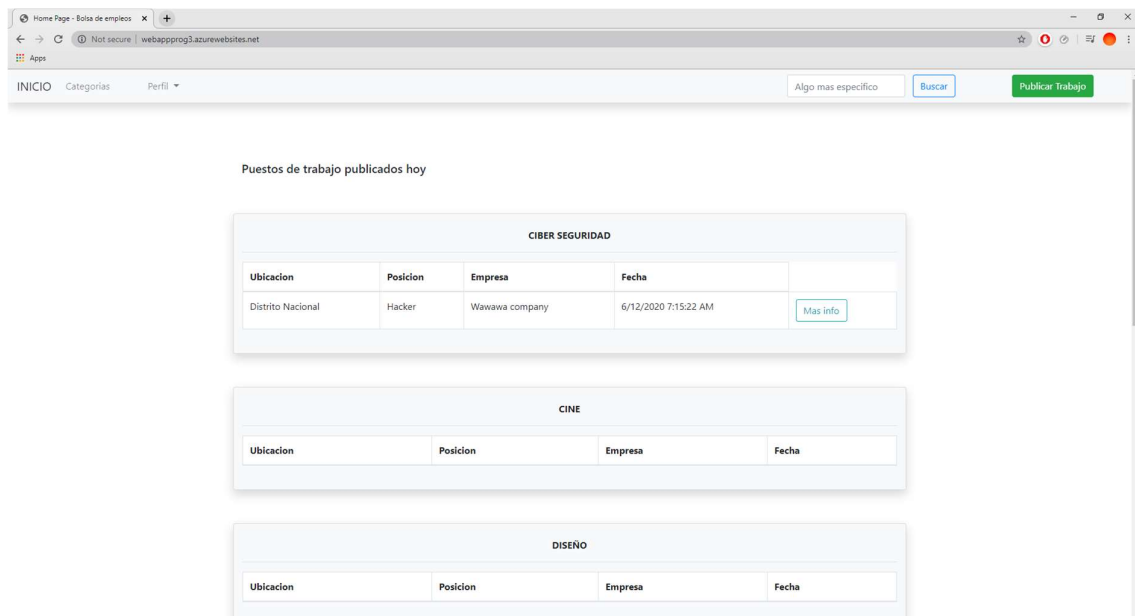 Home Page - Bolsa de empleos
Not secure | webappprog3.azurewebsites.net
Apps
INICIO Categorias Perfil Algo mas especifico Buscar Publicar Trabajo
Puestos de trabajo publicados hoy
CIBER SEGURIDAD
Ubicacion Posicion Empresa Fecha
Distrito Nacional Hacker Wawawa company 6/12/2020 7:15:22 AM Mas info
CINE
Ubicacion Posicion Empresa Fecha
DISEÑO
Ubicacion Posicion Empresa Fecha